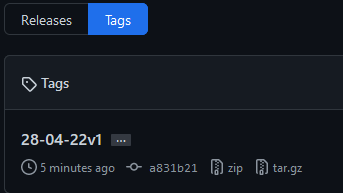 Releases Tags
Tags
28-04-22v1 ...
5 minutes ago a831b21 zip tar.gz